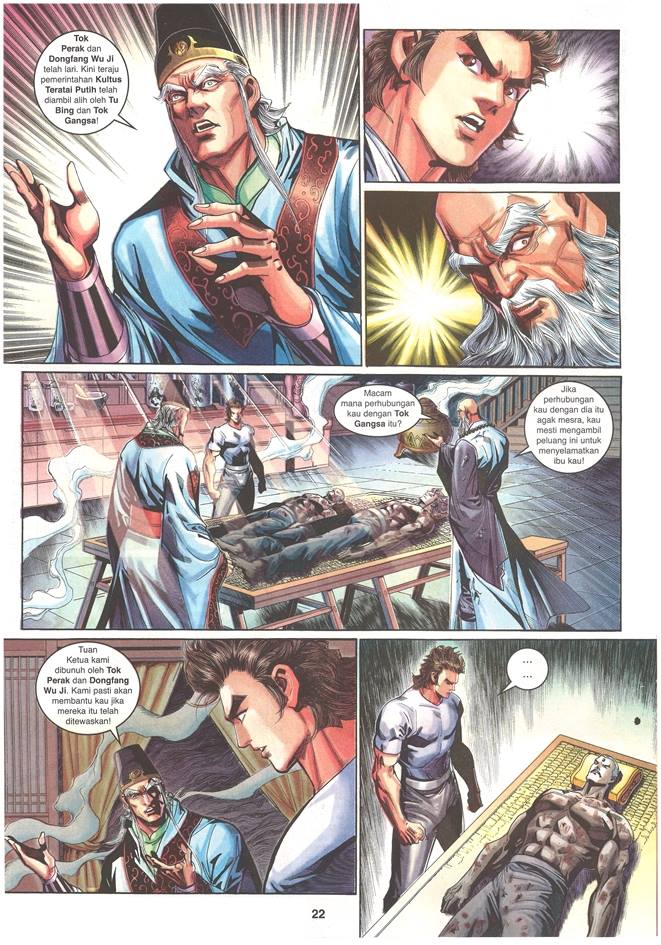 Tok
Perak dan
Dongfang Wu Ji
telah lari. Kini teraju
pemerintahan Kultus
Teratai Putih telah
diambil alih oleh Tu
Bing dan Tok
Gangsa!
Macam
mana perhubungan
kau dengan Tok
Gangsa itu?
Jika
perhubungan
kau dengan dia itu
agak mesra, kau
mesti mengambil
peluang ini untuk
menyelamatkan
ibu kau!
Tuan
Ketua kami
dibunuh oleh Tok
Perak dan Dongfang
Wu Ji. Kami pasti akan
membantu kau jika
mereka itu telah
ditewaskan!
...
...
22